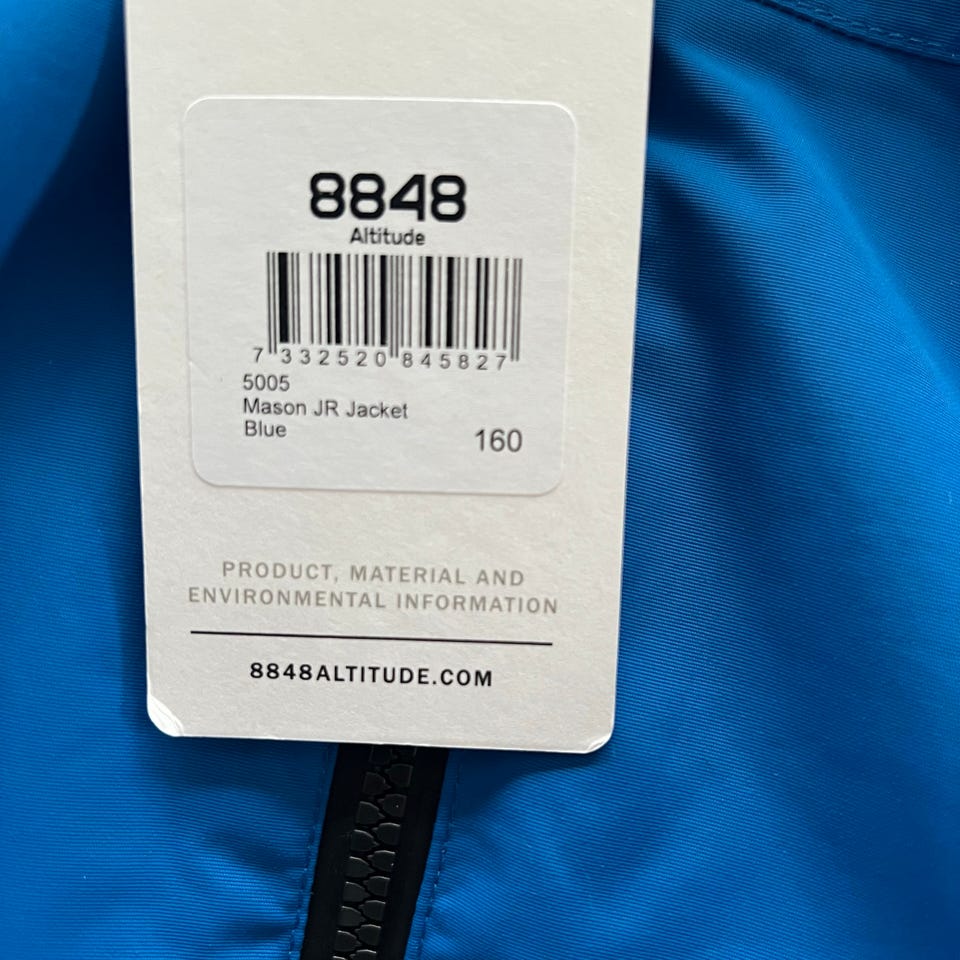 8848
Altitude
7 332520 845827
5005
Mason JR Jacket
Blue
160
PRODUCT, MATERIAL AND
ENVIRONMENTAL INFORMATION
8848ALTITUDE.COM